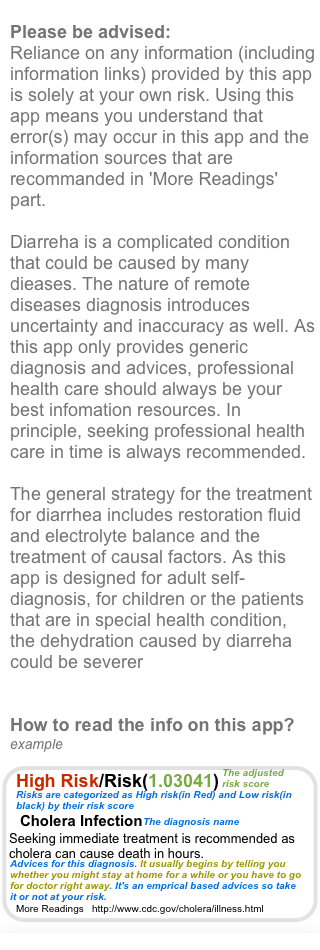 Please be advised:
Reliance on any information (including
information links) provided by this app
is solely at your own risk. Using this
app means you understand that
error(s) may occur in this app and the
information sources that are
recommanded in 'More Readings'
part.
Diarreha is a complicated condition
that could be caused by many
dieases. The nature of remote
diseases diagnosis introduces
uncertainty and inaccuracy as well. As
this app only provides generic
diagnosis and advices, professional
health care should always be your
best infomation resources. In
principle, seeking professional health
care in time is always recommended.
The general strategy for the treatment
for diarrhea includes restoration fluid
and electrolyte balance and the
treatment of causal factors. As this
app is designed for adult self-
diagnosis, for children or the patients
that are in special health condition,
the dehydration caused by diarreha
could be severer
How to read the info on this app?
example
High Risk/Risk(1.03041) The adjusted
risk score
Risks are categorized as High risk(in Red) and Low risk(in
black) by their risk score
Cholera Infection The diagnosis name
Seeking immediate treatment is recommended as
cholera can cause death in hours.
Advices for this diagnosis. It usually begins by telling you
whether you might stay at home for a while or you have to go
for doctor right away. It's an emprical based advices so take
it or not at your risk.
More Readings http://www.cdc.gov/cholera/illness.html